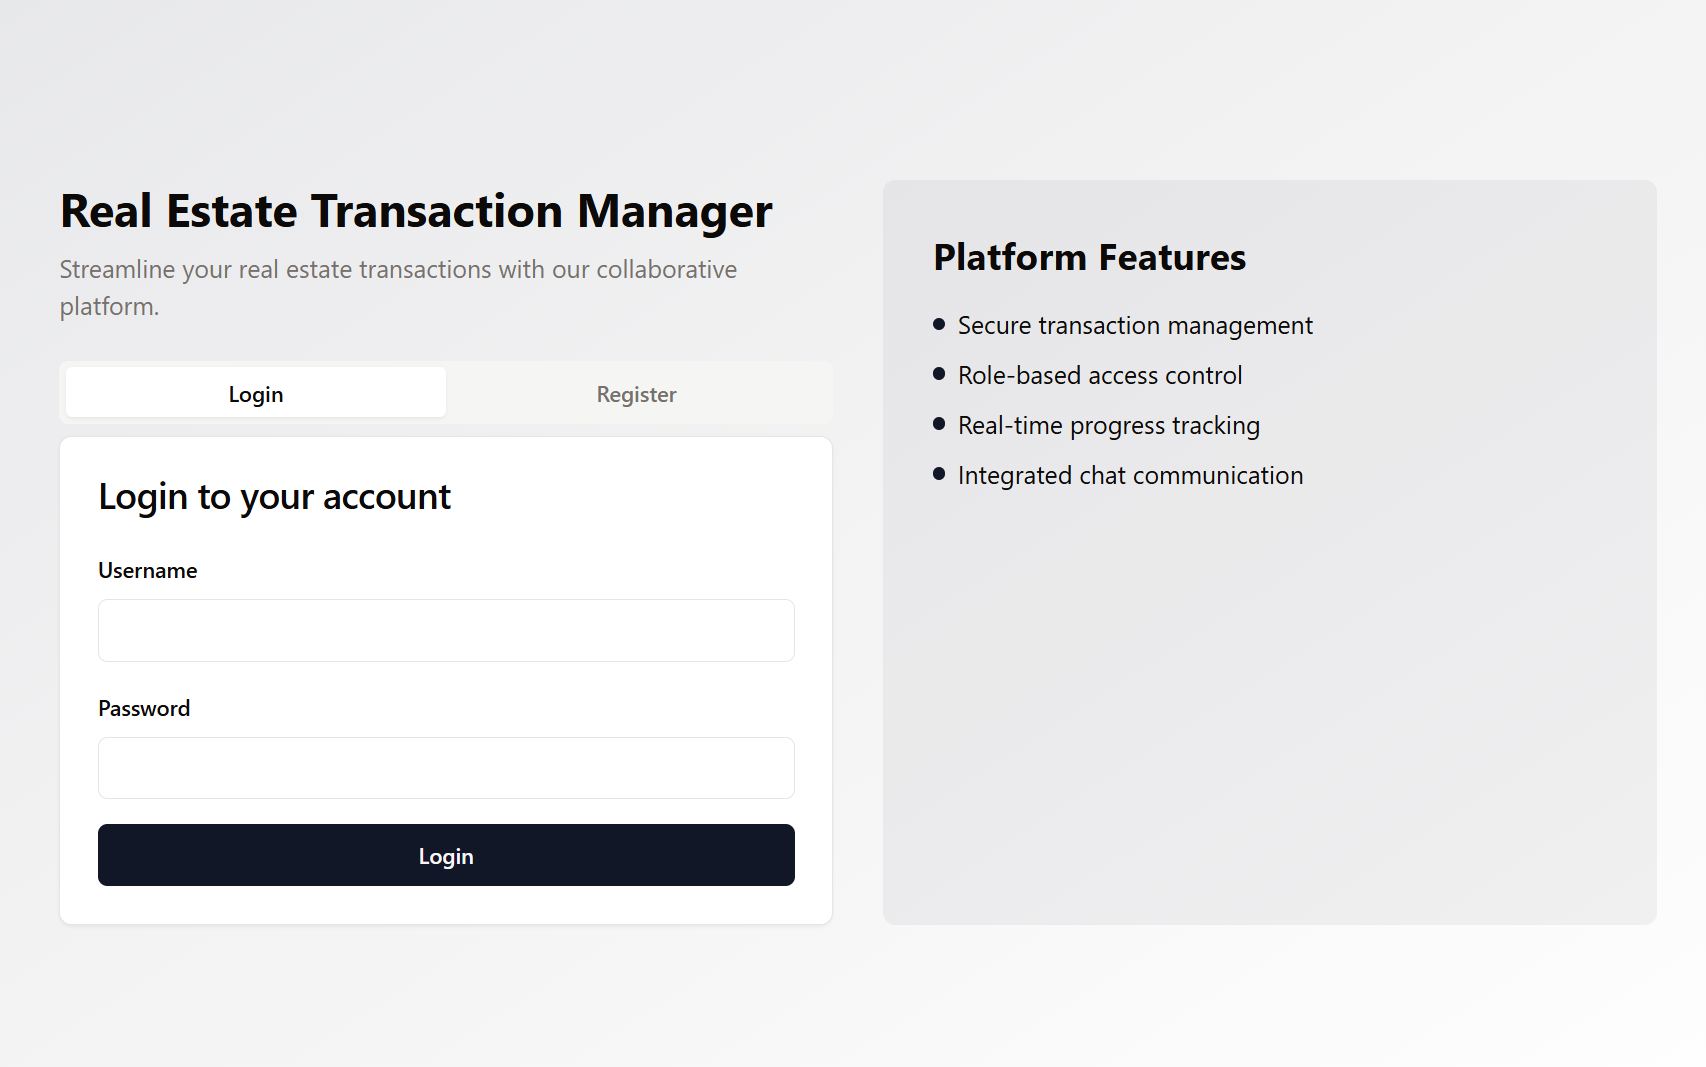 Real Estate Transaction Manager
Streamline your real estate transactions with our collaborative
platform.
Login
Register
Login to your account
Username
Password
Login
Platform Features
Secure transaction management
Role-based access control
Real-time progress tracking
Integrated chat communication